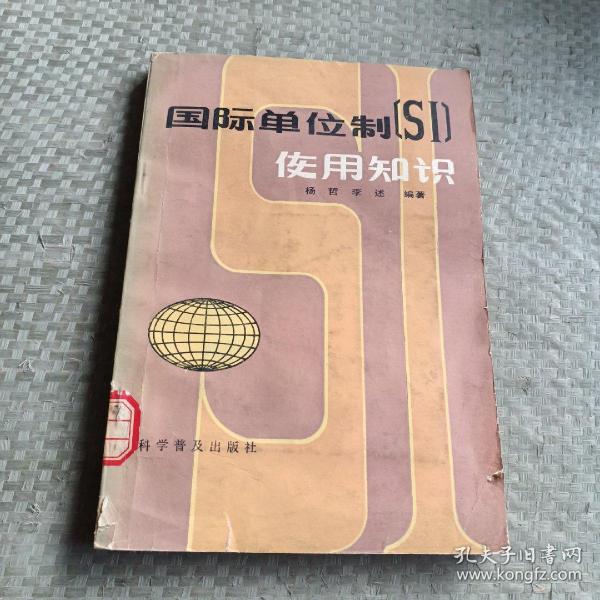 国际单位制(SI)
使用知识
杨哲李述 编著
SI
科学普及出版社
孔夫子旧书网
www.kongfz.com